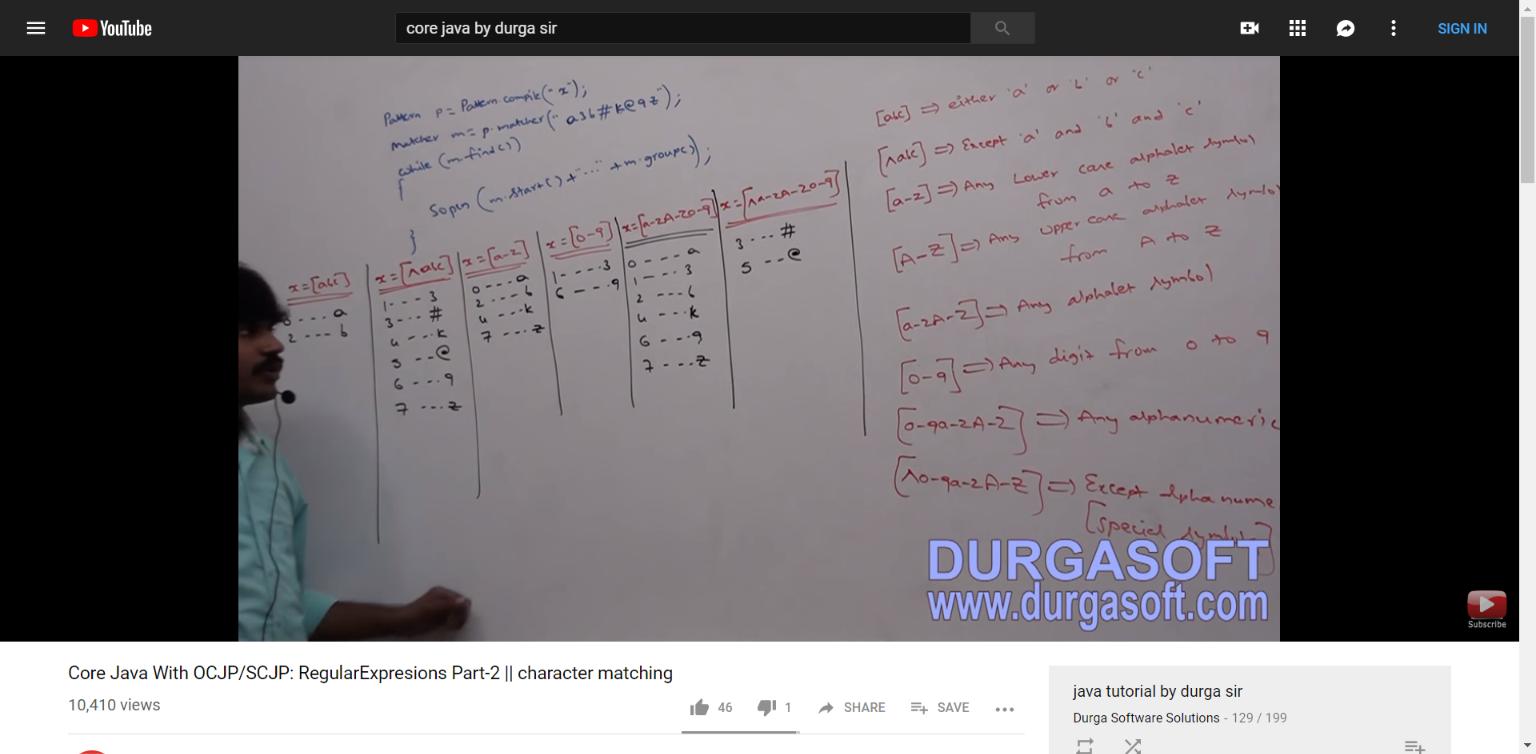 YouTube
core java by durga sir
SIGN IN
Pattern p = Pattern.compile("x");
matcher m = p.matcher("a3b#k@9z");
while (m.find())
{
Sopln (m.start() + "...." + m.group());
}
x=[abc]
0 ---- a
2 ---- b
x=[^abc]
1 --- 3
3 --- #
4 --- k
5 -- @
6 --- 9
7 --- z
x=[a-z]
0 ---- a
2 ---- b
4 --- k
7 --- z
x=[0-9]
1 ---- 3
6 --- 9
x=[a-zA-Z0-9]
0 ---- a
1 --- 3
2 --- b
4 --- k
6 --- 9
7 --- z
x=[^a-zA-Z0-9]
3 --- #
5 -- @
[abc] => either 'a' or 'b' or 'c'
[^abc] => Except 'a' and 'b' and 'c'
[a-z] => Any Lower case alphabet symbol
from a to z
[A-Z] => Any upper case alphabet symbol
from A to Z
[a-zA-Z] => Any alphabet symbol
[0-9] => Any digit from 0 to 9
[0-9a-zA-Z] => Any alphanumeric
[^0-9a-zA-Z] => Except alphanume
[special symbols]
DURGASOFT
www.durgasoft.com
Subscribe
Core Java With OCJP/SCJP: RegularExpresions Part-2 || character matching
10,410 views
46
1
SHARE
SAVE
java tutorial by durga sir
Durga Software Solutions - 129 / 199